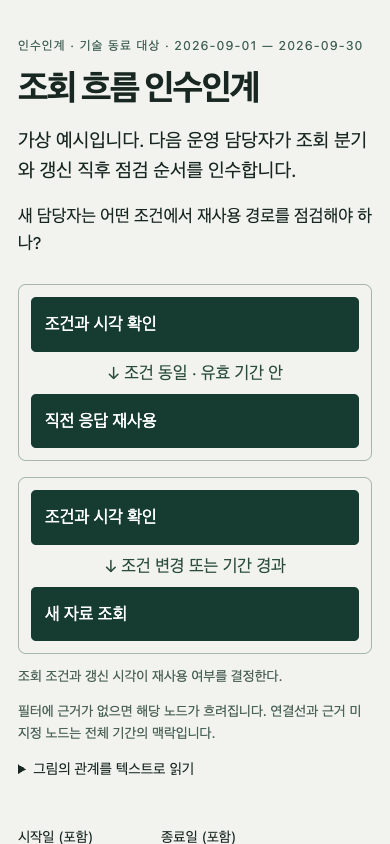 인수인계 · 기술 동료 대상 · 2026-09-01 — 2026-09-30
조회 흐름 인수인계
가상 예시입니다. 다음 운영 담당자가 조회 분기
와 갱신 직후 점검 순서를 인수합니다.
새 담당자는 어떤 조건에서 재사용 경로를 점검해야 하
나?
조건과 시각 확인
↓ 조건 동일 · 유효 기간 안
직전 응답 재사용
조건과 시각 확인
↓ 조건 변경 또는 기간 경과
새 자료 조회
조회 조건과 갱신 시각이 재사용 여부를 결정한다.
필터에 근거가 없으면 해당 노드가 흐려집니다. 연결선과 근거 미
지정 노드는 전체 기간의 맥락입니다.
▶ 그림의 관계를 텍스트로 읽기
시작일 (포함) 종료일 (포함)